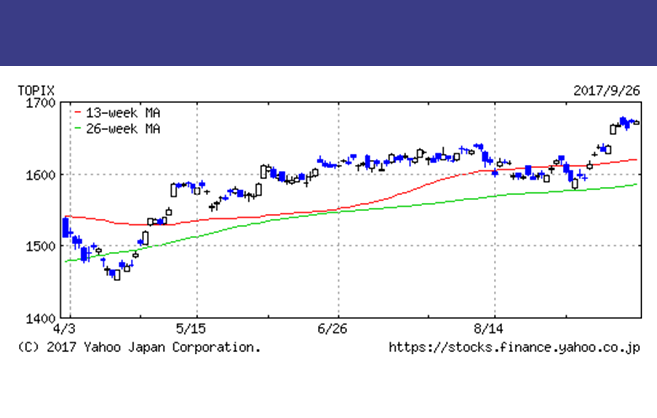 TOPIX 2017/9/26
1700
13-week MA
26-week MA
1600
1500
1400
4/3 5/15 6/26 8/14
(C) 2017 Yahoo Japan Corporation. https://stocks.finance.yahoo.co.jp